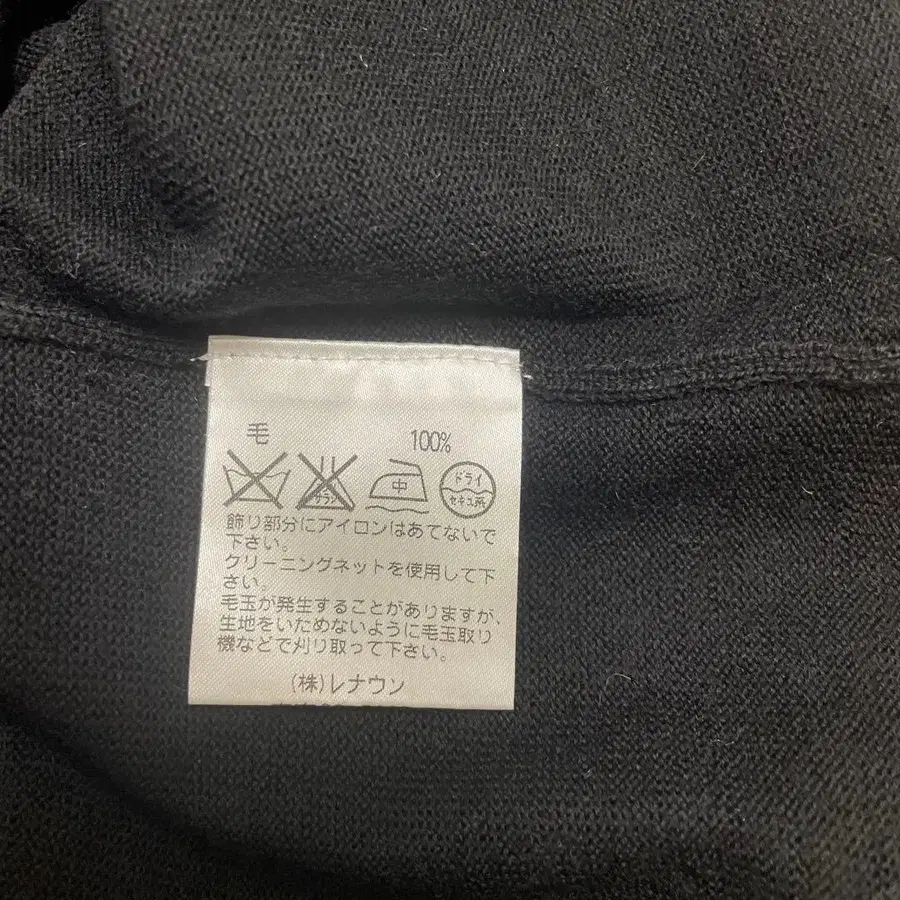 毛 100%
サラシ 中 ドライ
セキユ系
飾り部分にアイロンはあてないで
下さい。
クリーニングネットを使用して下
さい。
毛玉が発生することがありますが、
生地をいためないように毛玉取り
機などで刈り取って下さい。
(株)レナウン